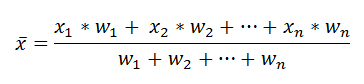 x̄ = (x₁ * w₁ + x₂ * w₂ + ⋯ + xₙ * wₙ) / (w₁ + w₂ + ⋯ + wₙ)